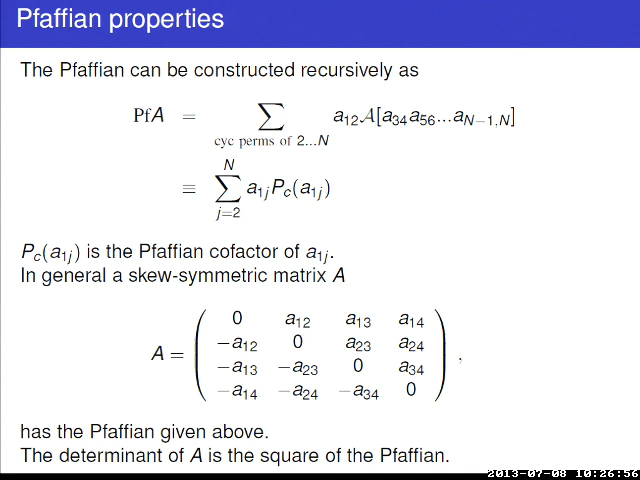 Pfaffian properties
The Pfaffian can be constructed recursively as
PfA = ∑ a₁₂𝒜[a₃₄a₅₆...a_{N−1,N}]
cyc perms of 2...N
≡ ∑_{j=2}^{N} a₁ⱼP_c(a₁ⱼ)
P_c(a₁ⱼ) is the Pfaffian cofactor of a₁ⱼ.
In general a skew-symmetric matrix A
0 a₁₂ a₁₃ a₁₄
−a₁₂ 0 a₂₃ a₂₄
A =
−a₁₃ −a₂₃ 0 a₃₄ ,
−a₁₄ −a₂₄ −a₃₄ 0
has the Pfaffian given above.
The determinant of A is the square of the Pfaffian.
2013-07-08 10:26:56